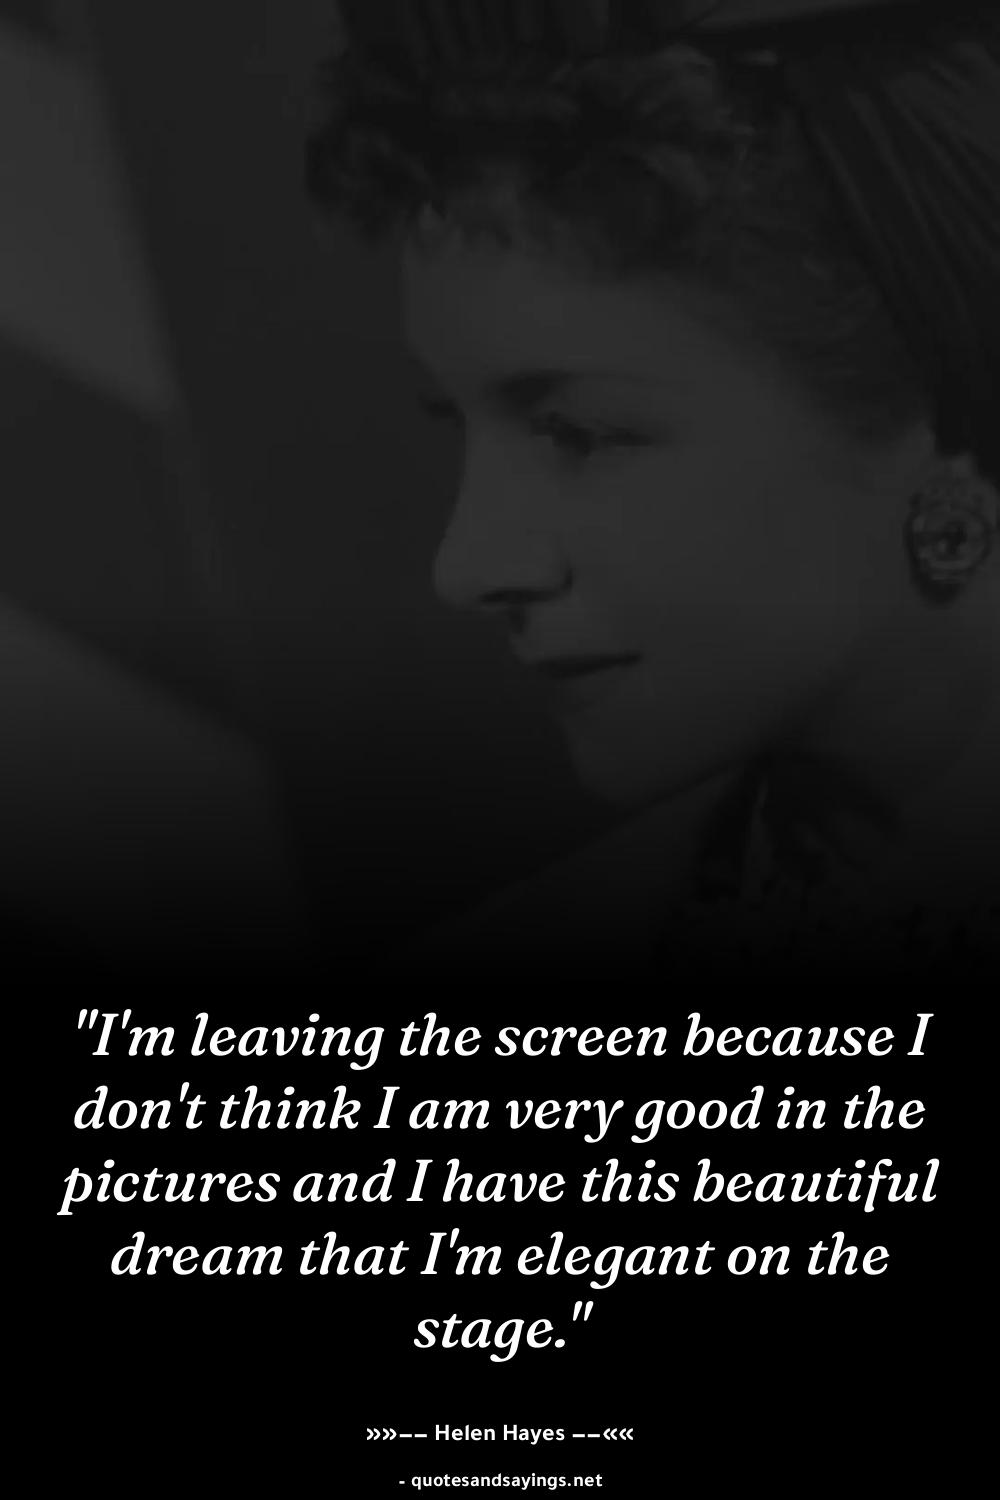 "I'm leaving the screen because I
don't think I am very good in the
pictures and I have this beautiful
dream that I'm elegant on the
stage."
»»–– Helen Hayes ––««
- quotesandsayings.net